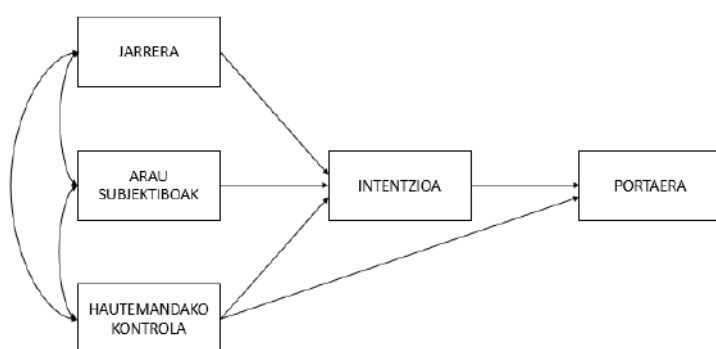 JARRERA
ARAU
SUBJEKTIBOAK
INTENTZIOA
PORTAERA
HAUTEMANDAKO
KONTROLA